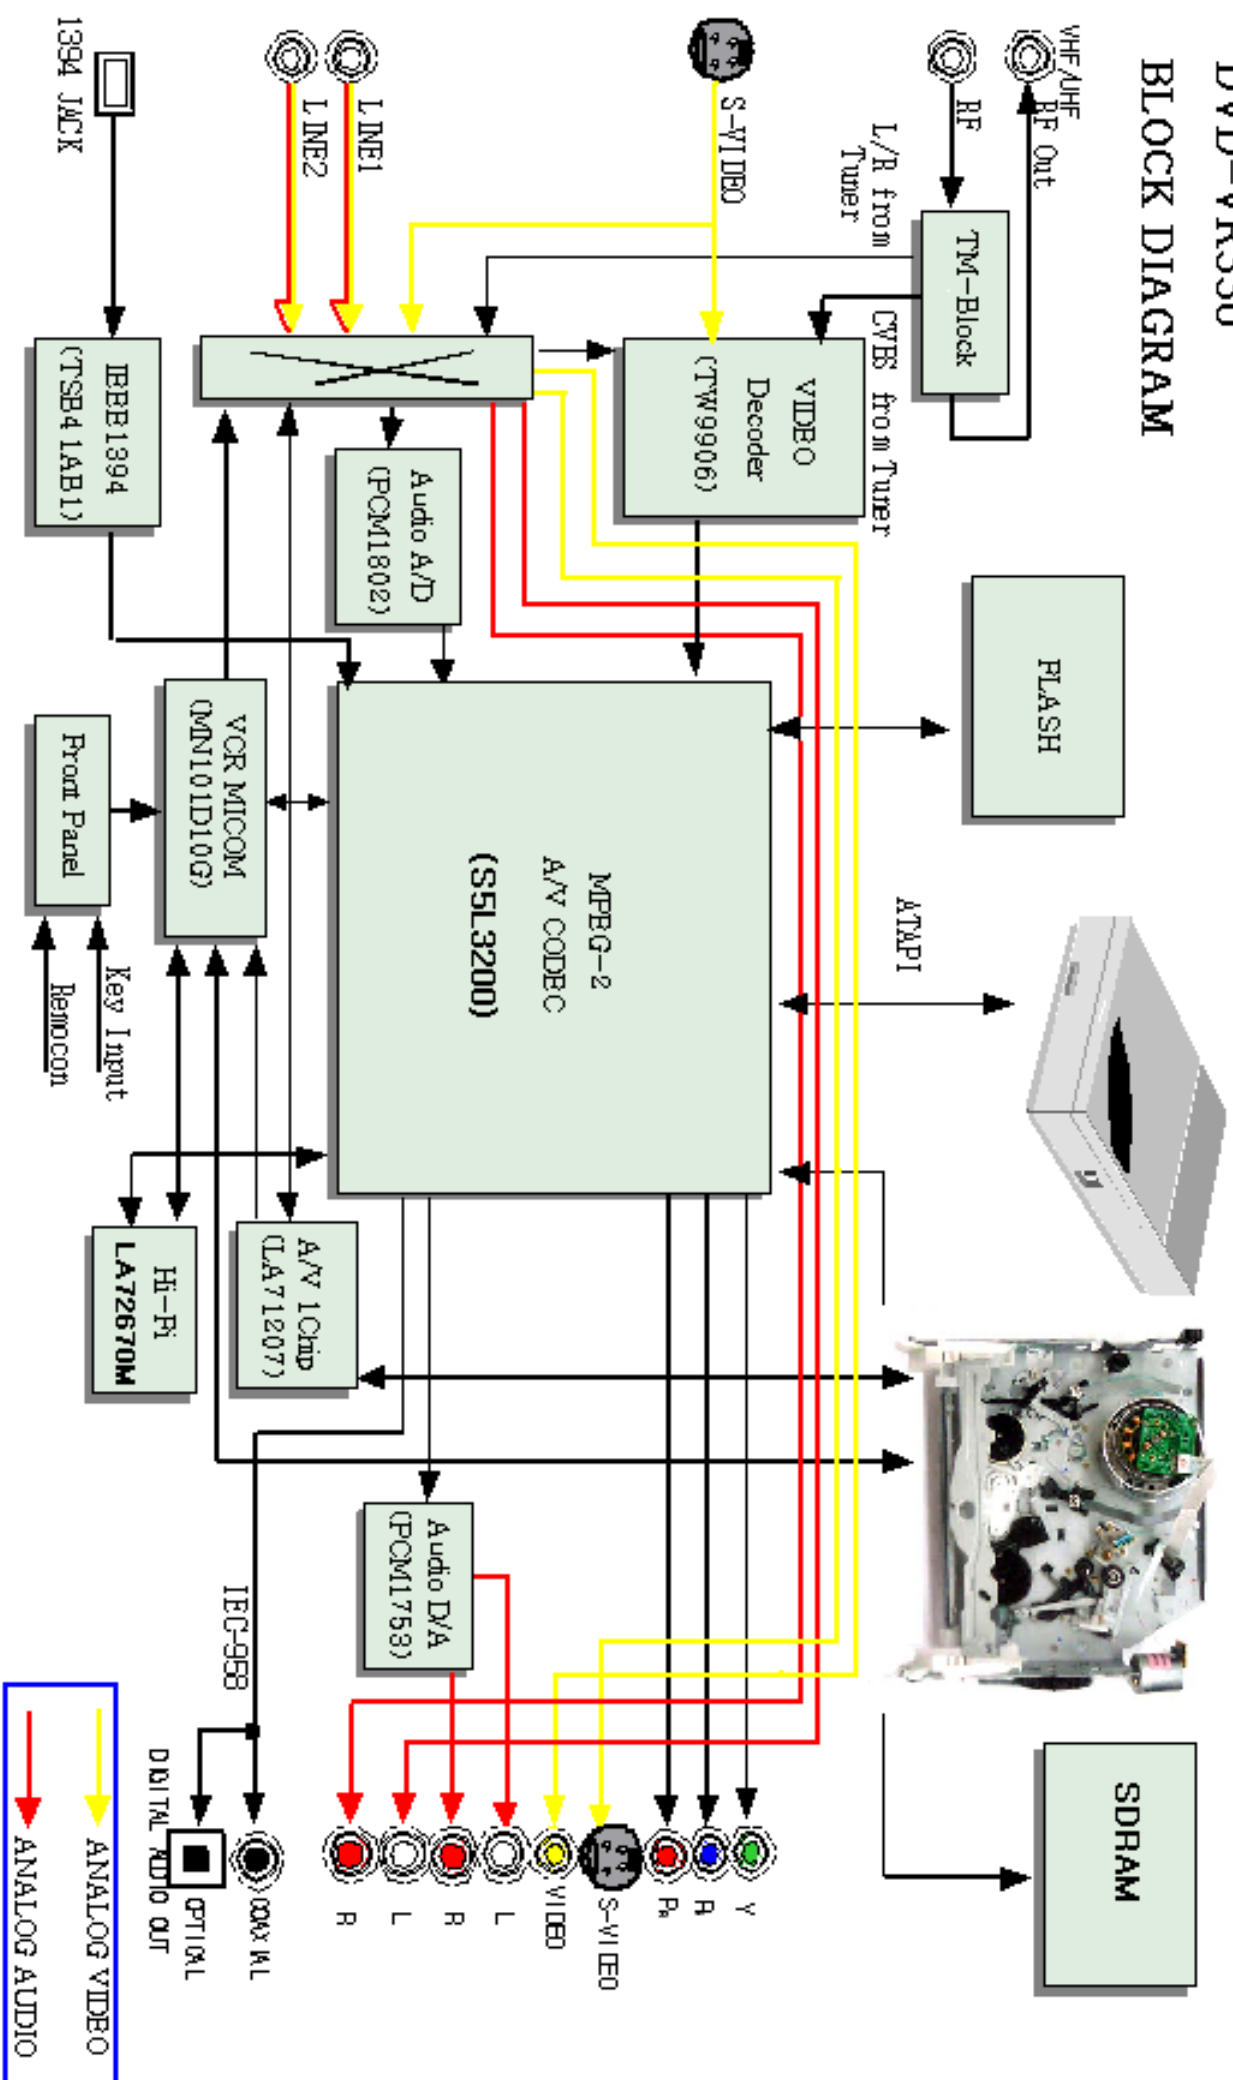 BLOCK DIAGRAM
VHF/UHF
RF Out
RF
TM-Block
L/R from
Tuner
CVBS from Tuner
S-VIDEO
VIDEO
Decoder
(TW9906)
FLASH
ATAPI
SDRAM
LINE1
LINE2
Audio A/D
(PCM1802)
MPEG-2
A/V CODEC
(S5L3200)
1394 JACK
IEEE1394
(TSB41AB1)
VCR MICOM
(MN101D10G)
Front Panel
Key Input
Remocon
A/V 1Chip
(LA71207)
Hi-Fi
LA72670M
Audio D/A
(PCM1753)
IEC-958
Y
S-VIDEO
VIDEO
L
R
L
R
COAXIAL
OPTICAL
DIGITAL AUDIO OUT
ANALOG VIDEO
ANALOG AUDIO